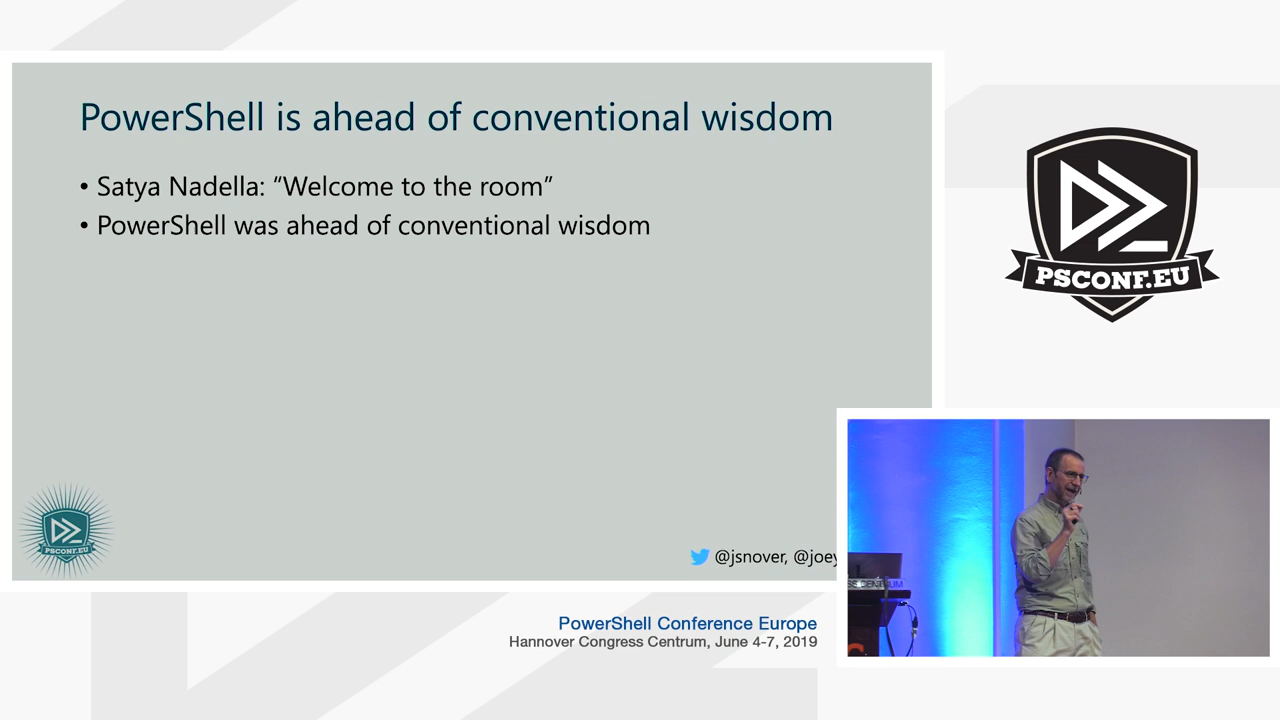 PowerShell is ahead of conventional wisdom
• Satya Nadella: “Welcome to the room”
• PowerShell was ahead of conventional wisdom
PSCONF.EU
@jsnover, @joey
PSCONF.EU
PowerShell Conference Europe
Hannover Congress Centrum, June 4-7, 2019